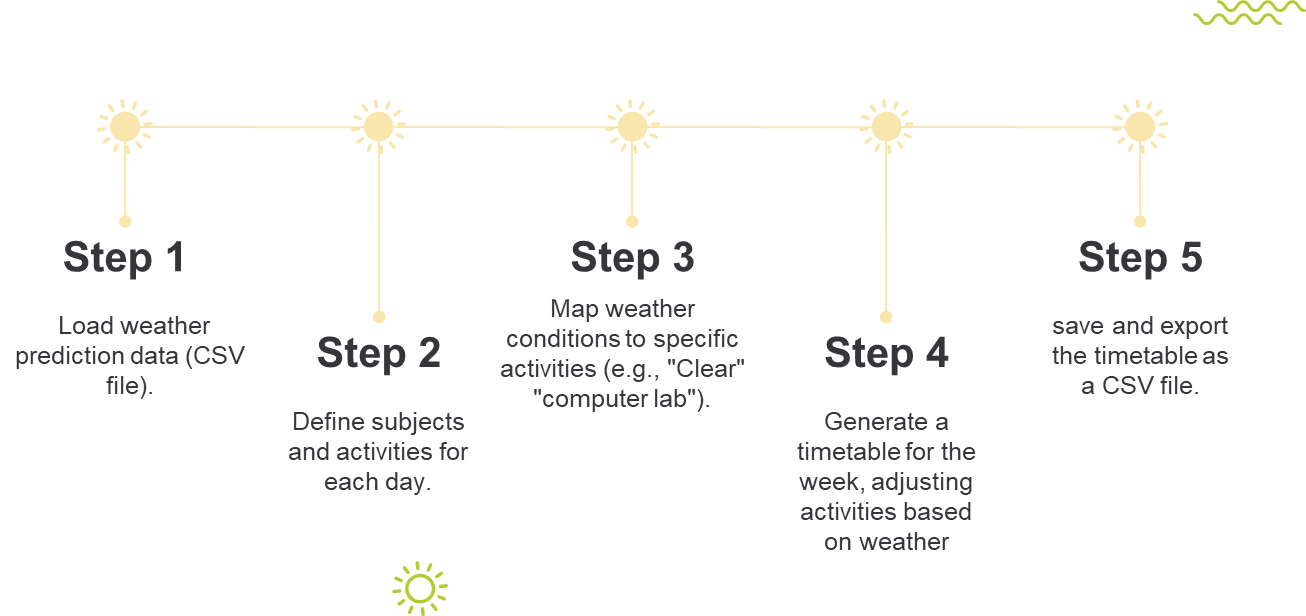 Step 1
Load weather
prediction data (CSV
file).
Step 2
Define subjects
and activities for
each day.
Step 3
Map weather
conditions to specific
activities (e.g., "Clear"
"computer lab").
Step 4
Generate a
timetable for the
week, adjusting
activities based
on weather
Step 5
save and export
the timetable as
a CSV file.